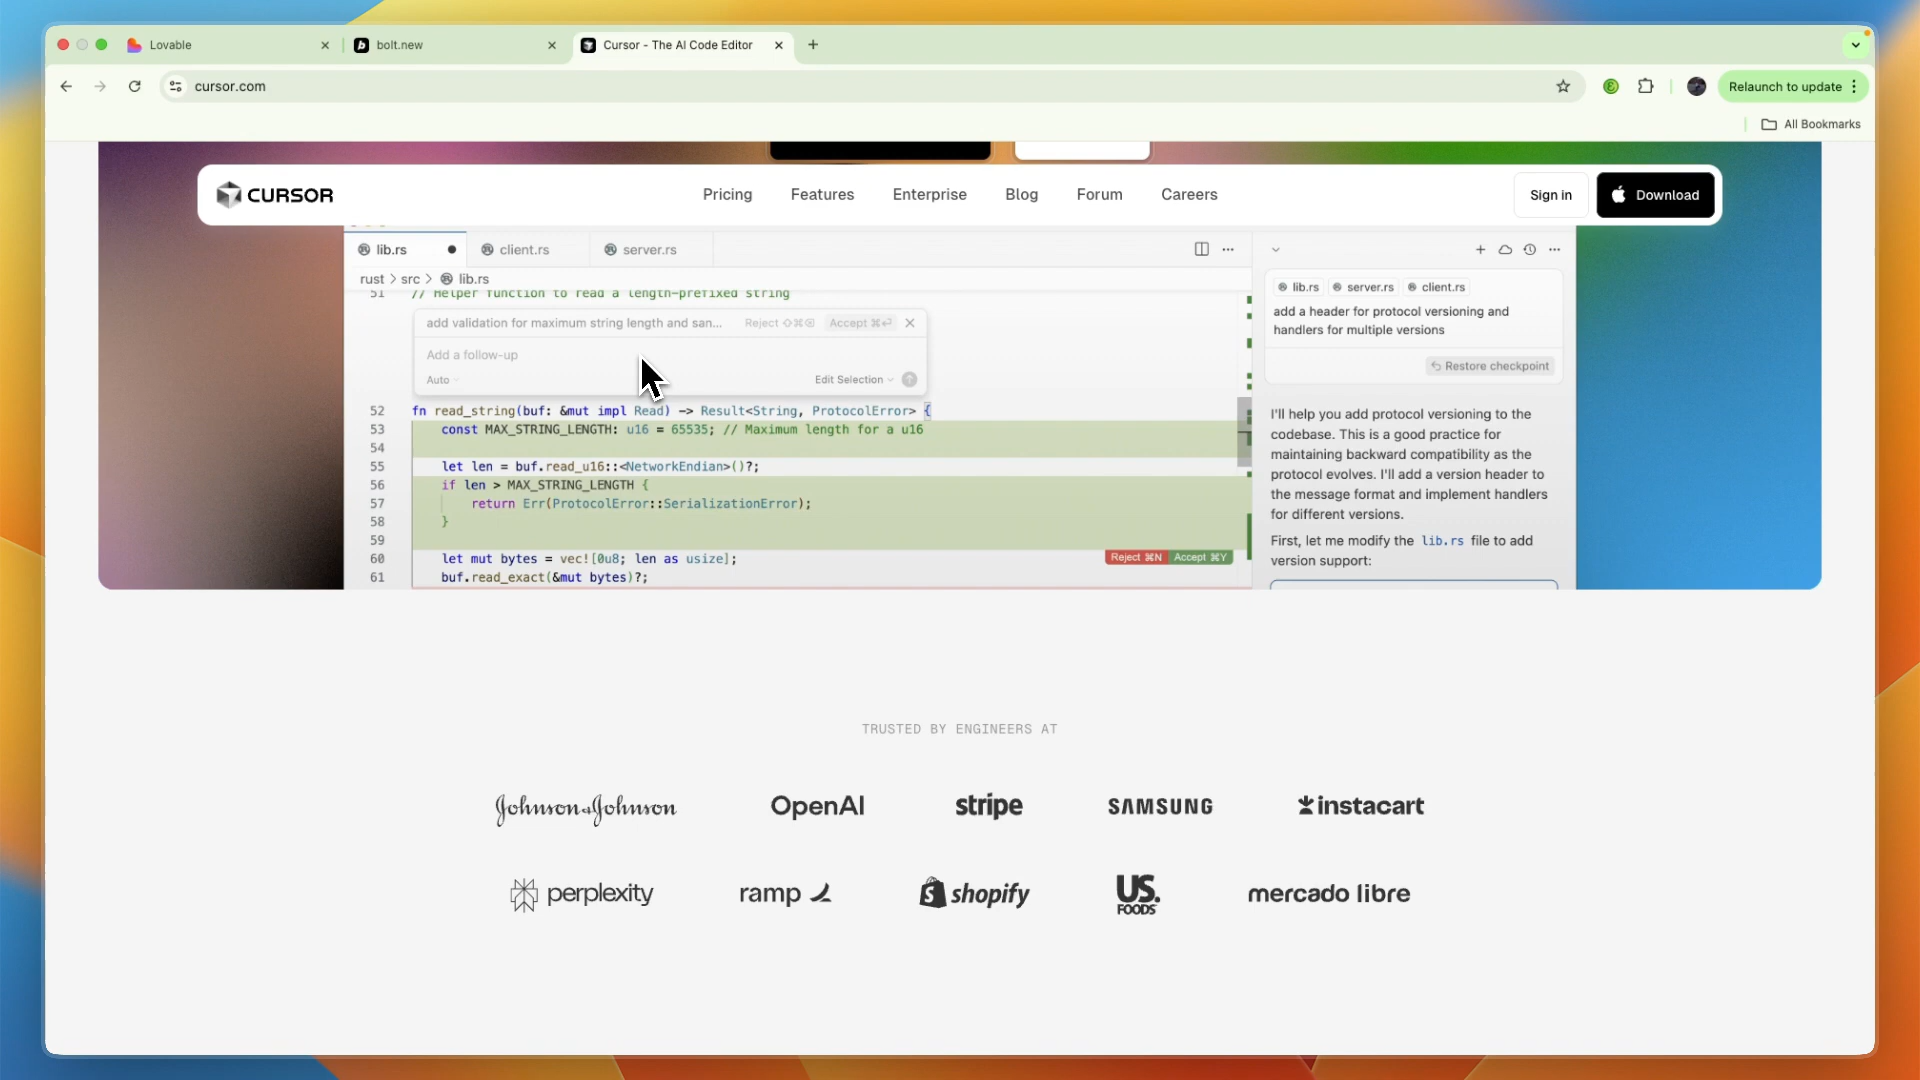 Lovable
bolt.new
Cursor - The AI Code Editor
cursor.com
Relaunch to update
All Bookmarks
CURSOR
Pricing
Features
Enterprise
Blog
Forum
Careers
Sign in
Download
lib.rs
client.rs
server.rs
rust > src > lib.rs
51 // Helper function to read a length-prefixed string
add validation for maximum string length and san...
Reject ⇧⌘⌫
Accept ⌘⏎
Add a follow-up
Auto
Edit Selection
52 fn read_string(buf: &mut impl Read) -> Result<String, ProtocolError> {
53 const MAX_STRING_LENGTH: u16 = 65535; // Maximum length for a u16
54
55 let len = buf.read_u16::<NetworkEndian>()?;
56 if len > MAX_STRING_LENGTH {
57 return Err(ProtocolError::SerializationError);
58 }
59
60 let mut bytes = vec![0u8; len as usize];
Reject ⌘N Accept ⌘Y
61 buf.read_exact(&mut bytes)?;
lib.rs server.rs client.rs
add a header for protocol versioning and
handlers for multiple versions
Restore checkpoint
I'll help you add protocol versioning to the
codebase. This is a good practice for
maintaining backward compatibility as the
protocol evolves. I'll add a version header to
the message format and implement handlers
for different versions.
First, let me modify the lib.rs file to add
version support:
TRUSTED BY ENGINEERS AT
Johnson&Johnson
OpenAI
stripe
SAMSUNG
instacart
perplexity
ramp
shopify
US.
FOODS
mercado libre